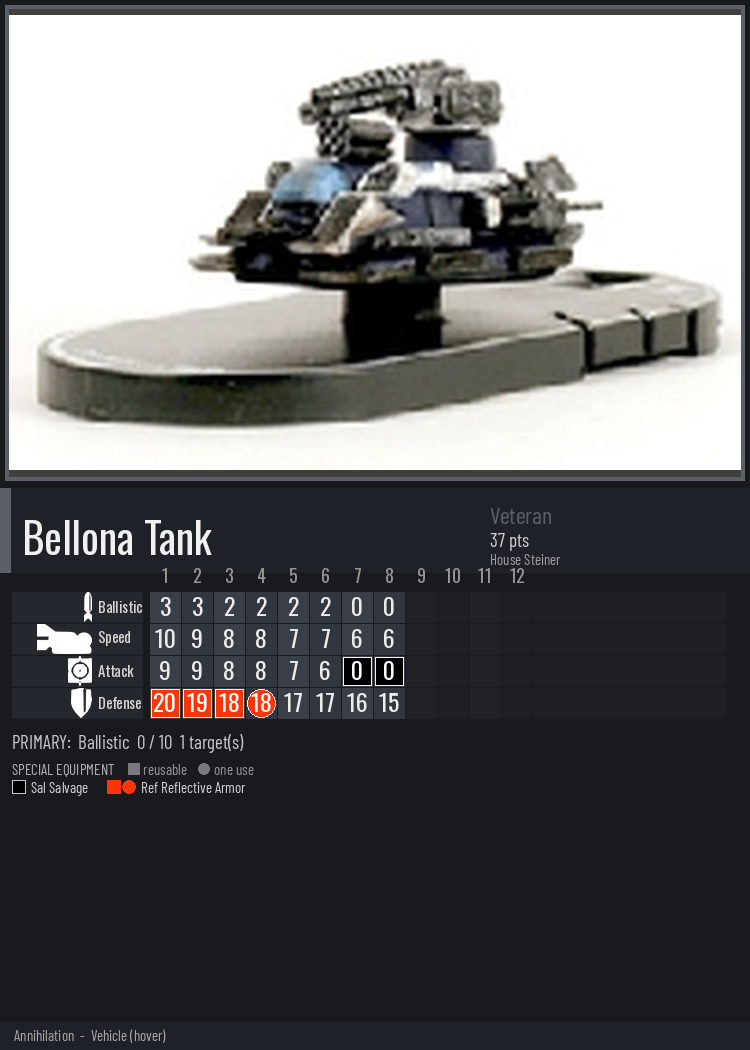 Bellona Tank
Veteran
37 pts
House Steiner
1 2 3 4 5 6 7 8 9 10 11 12
Ballistic 3 3 2 2 2 2 0 0
Speed 10 9 8 8 7 7 6 6
Attack 9 9 8 8 7 6 0 0
Defense 20 19 18 18 17 17 16 15
PRIMARY: Ballistic 0 / 10 1 target(s)
SPECIAL EQUIPMENT reusable one use
Sal Salvage Ref Reflective Armor
Annihilation - Vehicle (hover)